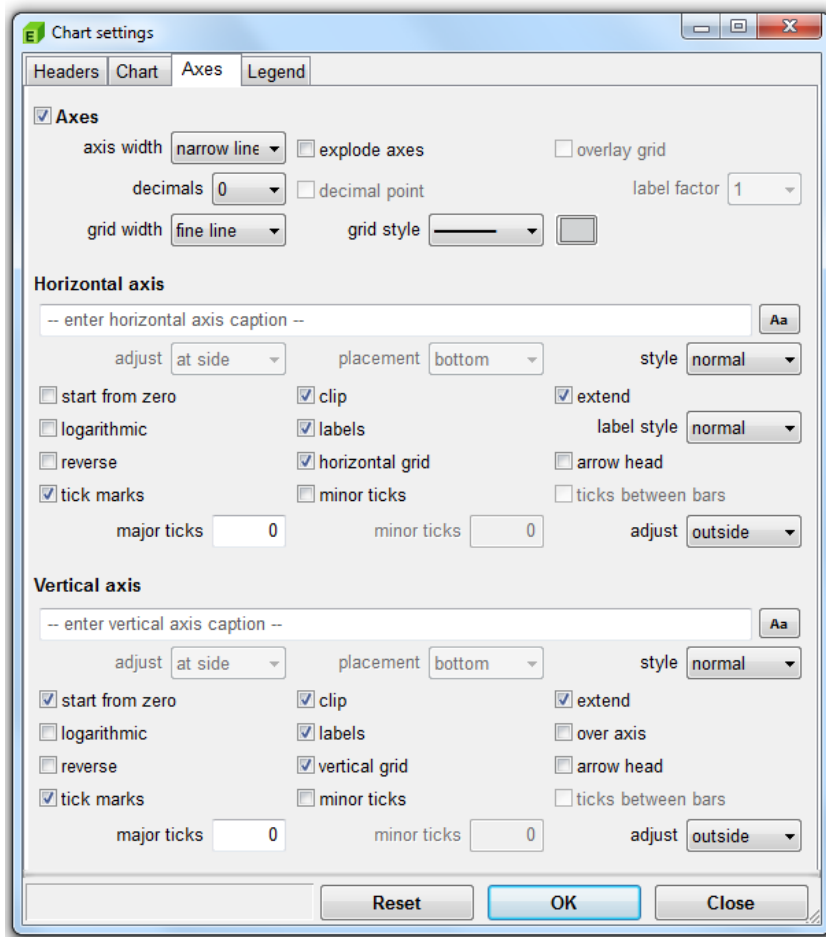 E Chart settings
Headers Chart Axes Legend
Axes
axis width narrow line explode axes overlay grid
decimals 0 decimal point label factor 1
grid width fine line grid style
Horizontal axis
-- enter horizontal axis caption -- Aa
adjust at side placement bottom style normal
start from zero clip extend
logarithmic labels label style normal
reverse horizontal grid arrow head
tick marks minor ticks ticks between bars
major ticks 0 minor ticks 0 adjust outside
Vertical axis
-- enter vertical axis caption -- Aa
adjust at side placement bottom style normal
start from zero clip extend
logarithmic labels over axis
reverse vertical grid arrow head
tick marks minor ticks ticks between bars
major ticks 0 minor ticks 0 adjust outside
Reset OK Close